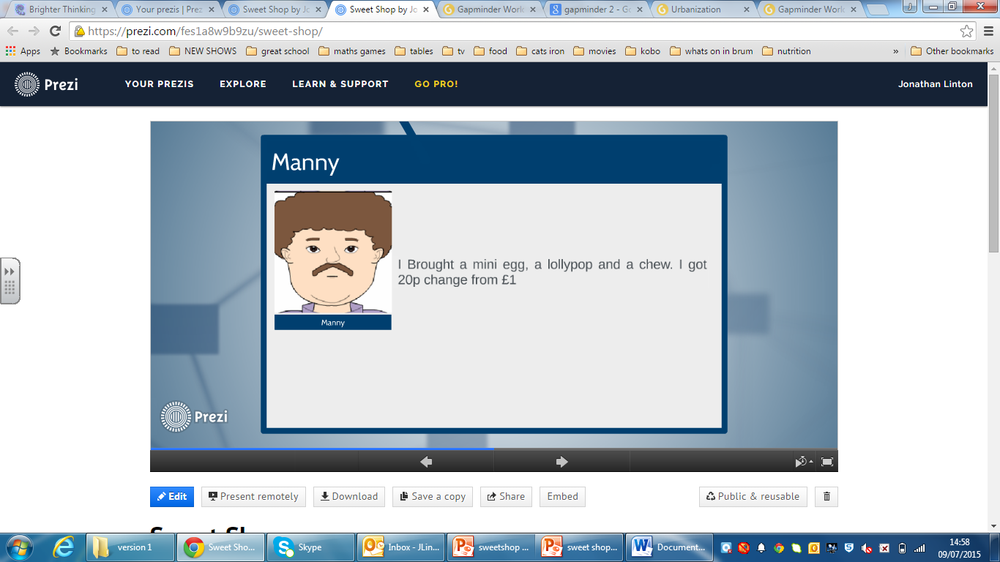 Brighter Thinking
Your prezis | Prez
Sweet Shop by Jo
Sweet Shop by Jo
Gapminder Work
gapminder 2 - Go
Urbanization
Gapminder Work
https://prezi.com/fes1a8w9b9zu/sweet-shop/
Apps Bookmarks to read NEW SHOWS great school maths games tables tv food cats iron movies kobo whats on in brum nutrition » Other bookmarks
Prezi YOUR PREZIS EXPLORE LEARN & SUPPORT GO PRO! Jonathan Linton
Manny
I Brought a mini egg, a lollypop and a chew. I got
20p change from £1
Manny
Prezi
Edit Present remotely Download Save a copy Share Embed Public & reusable
version 1 Sweet Sho... Skype Inbox - JLin... sweetshop ... sweet shop... Document...
14:58
09/07/2015